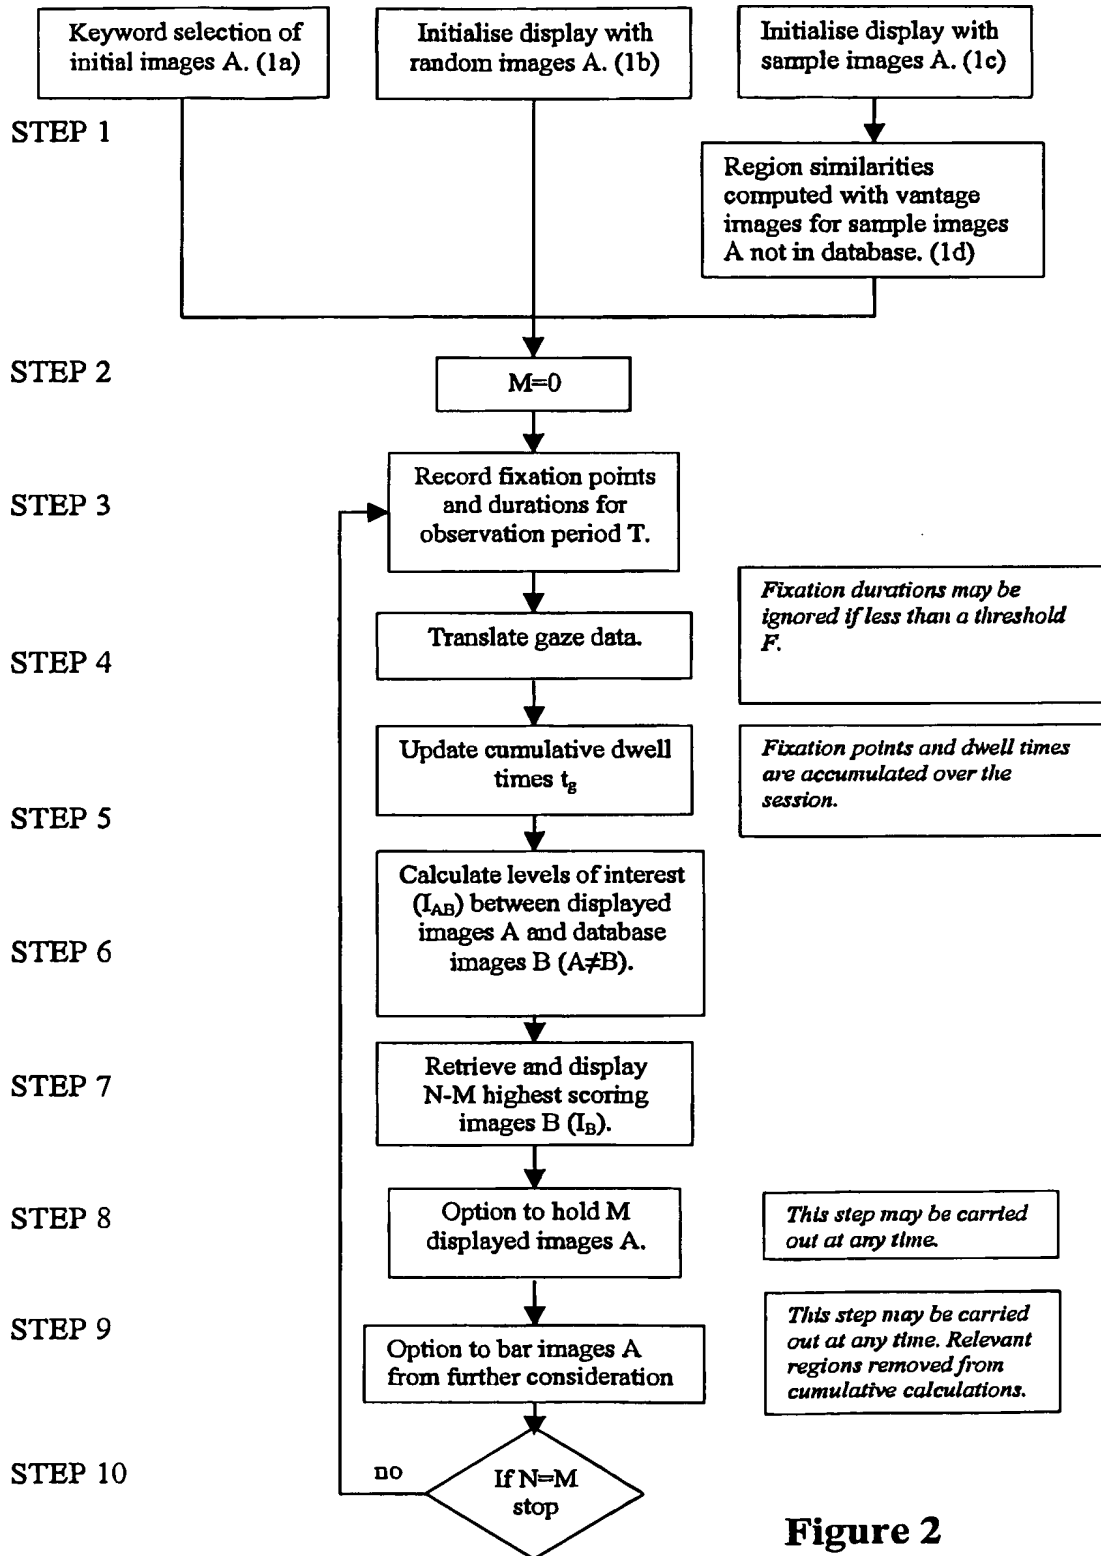 Keyword selection of
initial images A. (1a)
Initialise display with
random images A. (1b)
Initialise display with
sample images A. (1c)
STEP 1
Region similarities
computed with vantage
images for sample images
A not in database. (1d)
STEP 2
M=0
STEP 3
Record fixation points
and durations for
observation period T.
Fixation durations may be
ignored if less than a threshold
F.
STEP 4
Translate gaze data.
Update cumulative dwell
times tg
Fixation points and dwell times
are accumulated over the
session.
STEP 5
Calculate levels of interest
(IAB) between displayed
images A and database
images B (A≠B).
STEP 6
STEP 7
Retrieve and display
N-M highest scoring
images B (IB).
STEP 8
Option to hold M
displayed images A.
This step may be carried
out at any time.
STEP 9
Option to bar images A
from further consideration
This step may be carried
out at any time. Relevant
regions removed from
cumulative calculations.
STEP 10
no
If N=M
stop
Figure 2